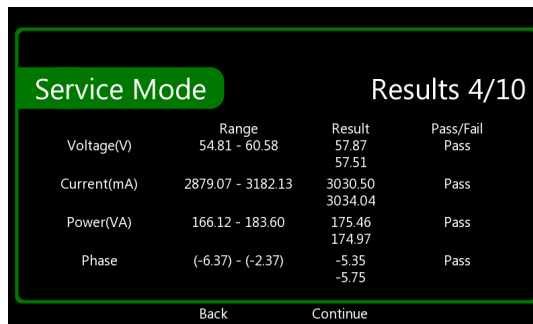 Service Mode
Results 4/10
Range Result Pass/Fail
Voltage(V) 54.81 - 60.58 57.87 Pass
57.51
Current(mA) 2879.07 - 3182.13 3030.50 Pass
3034.04
Power(VA) 166.12 - 183.60 175.46 Pass
174.97
Phase (-6.37) - (-2.37) -5.35 Pass
-5.75
Back Continue